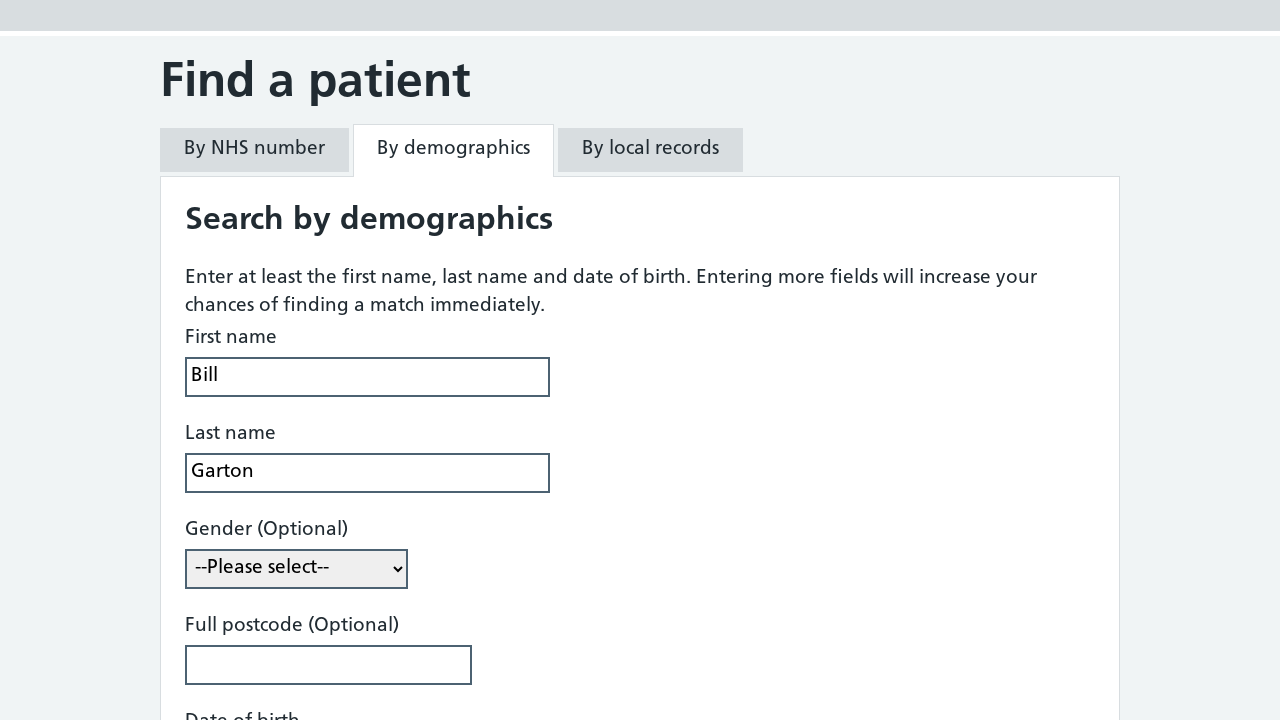 Find a patient
By NHS number
By demographics
By local records
Search by demographics
Enter at least the first name, last name and date of birth. Entering more fields will increase your
chances of finding a match immediately.
First name
Bill
Last name
Garton
Gender (Optional)
--Please select--
Full postcode (Optional)
Date of birth